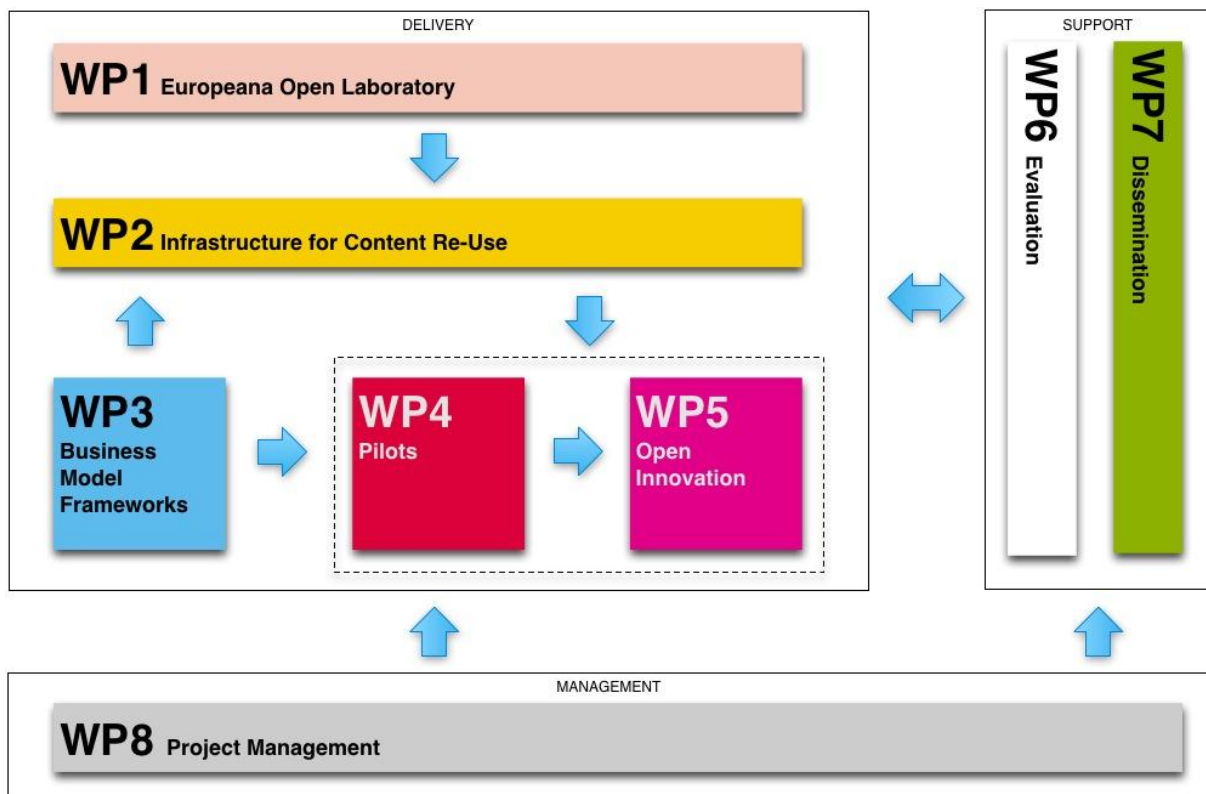 DELIVERY
WP1 Europeana Open Laboratory
WP2 Infrastructure for Content Re-Use
WP3
Business
Model
Frameworks
WP4
Pilots
WP5
Open
Innovation
SUPPORT
WP6 Evaluation
WP7 Dissemination
MANAGEMENT
WP8 Project Management